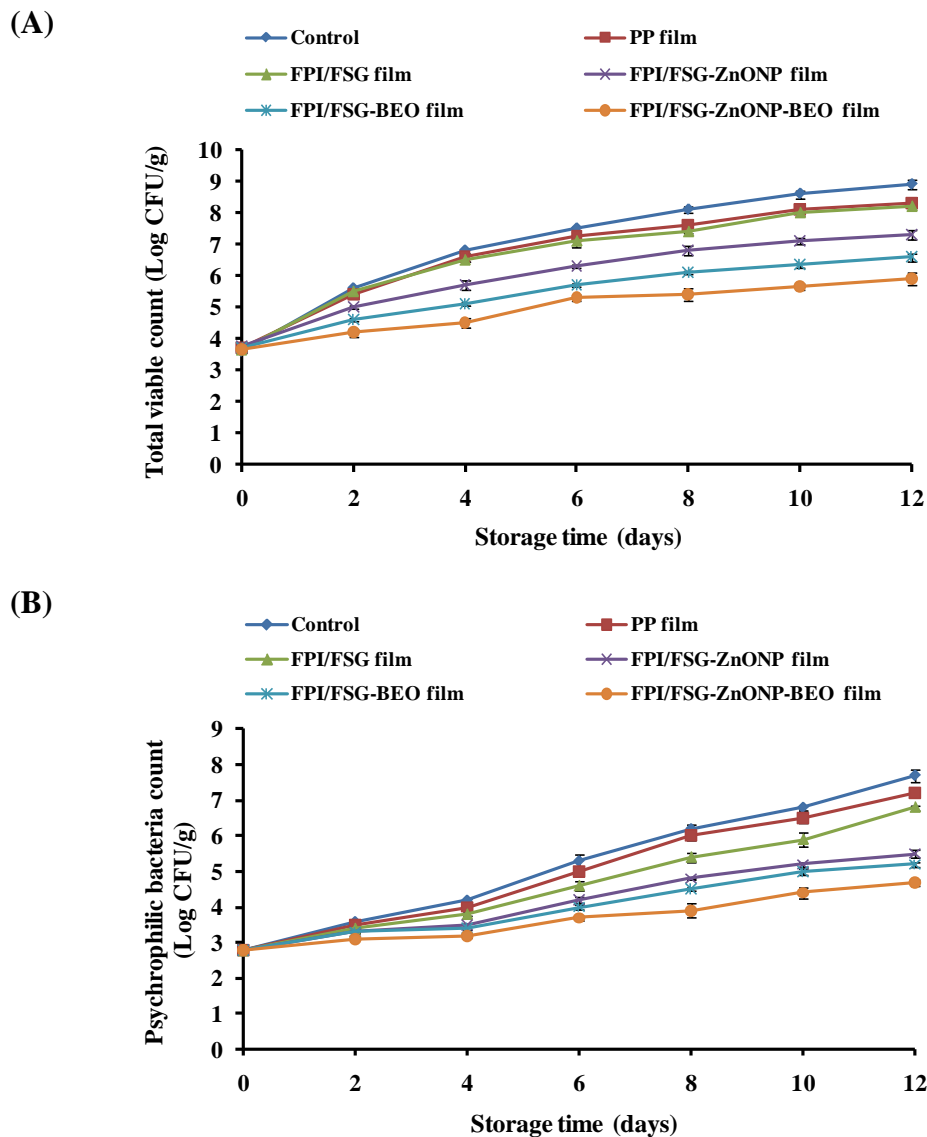 (A)
Control
PP film
FPI/FSG film
FPI/FSG-ZnONP film
FPI/FSG-BEO film
FPI/FSG-ZnONP-BEO film
Total viable count (Log CFU/g)
10
9
8
7
6
5
4
3
2
1
0
0 2 4 6 8 10 12
Storage time (days)
(B)
Control
PP film
FPI/FSG film
FPI/FSG-ZnONP film
FPI/FSG-BEO film
FPI/FSG-ZnONP-BEO film
Psychrophilic bacteria count
(Log CFU/g)
9
8
7
6
5
4
3
2
1
0
0 2 4 6 8 10 12
Storage time (days)